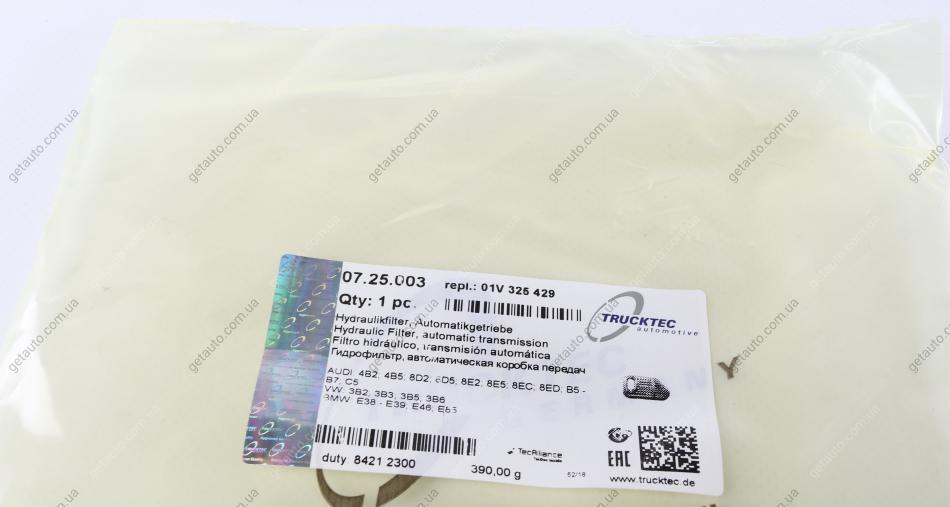 07.25.003 repl.: 01V 325 429
Qty: 1 pc.
TRUCKTEC
automotive
Hydraulikfilter, Automatikgetriebe
Hydraulic Filter, automatic transmission
Filtro hidráulico, transmisión automática
Гидрофильтр, автоматическая коробка передач
AUDI: 4B2, 4B5, 8D2, 8D5, 8E2, 8E5, 8EC, 8ED, B5 -
B7, C5
VW: 3B2, 3B3, 3B5, 3B6
BMW: E38 - E39, E46, E53
TecAlliance
EAC
duty: 8421 2300 390,00 g 52/18 www.trucktec.de
getauto.com.ua